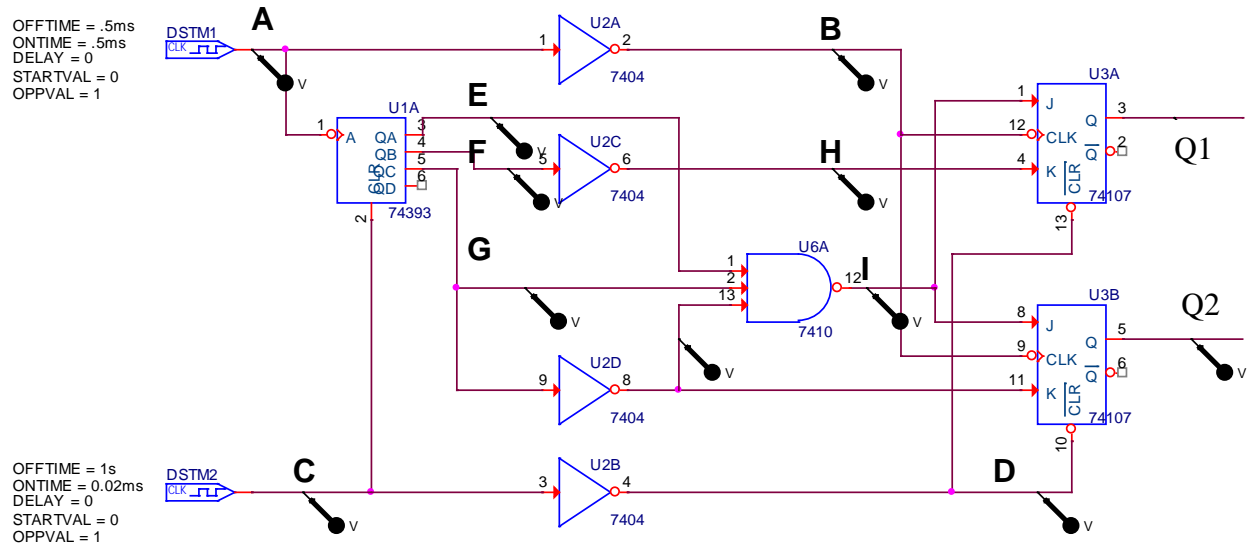 OFFTIME = .5ms
ONTIME = .5ms
DELAY = 0
STARTVAL = 0
OPPVAL = 1
DSTM1
CLK
A
V
1
U2A
2
7404
B
V
U1A
1
A
QA
QB
QC
QD
CLR
3
4
5
6
2
74393
E
V
F
V
5
U2C
6
7404
H
V
G
V
U6A
1
2
13
12
7410
I
V
V
9
U2D
8
7404
U3A
1
J
12
CLK
4
K
Q
Q
CLR
3
2
13
74107
Q1
U3B
8
J
9
CLK
11
K
Q
Q
CLR
5
6
10
74107
Q2
V
OFFTIME = 1s
ONTIME = 0.02ms
DELAY = 0
STARTVAL = 0
OPPVAL = 1
DSTM2
CLK
C
V
3
U2B
4
7404
D
V